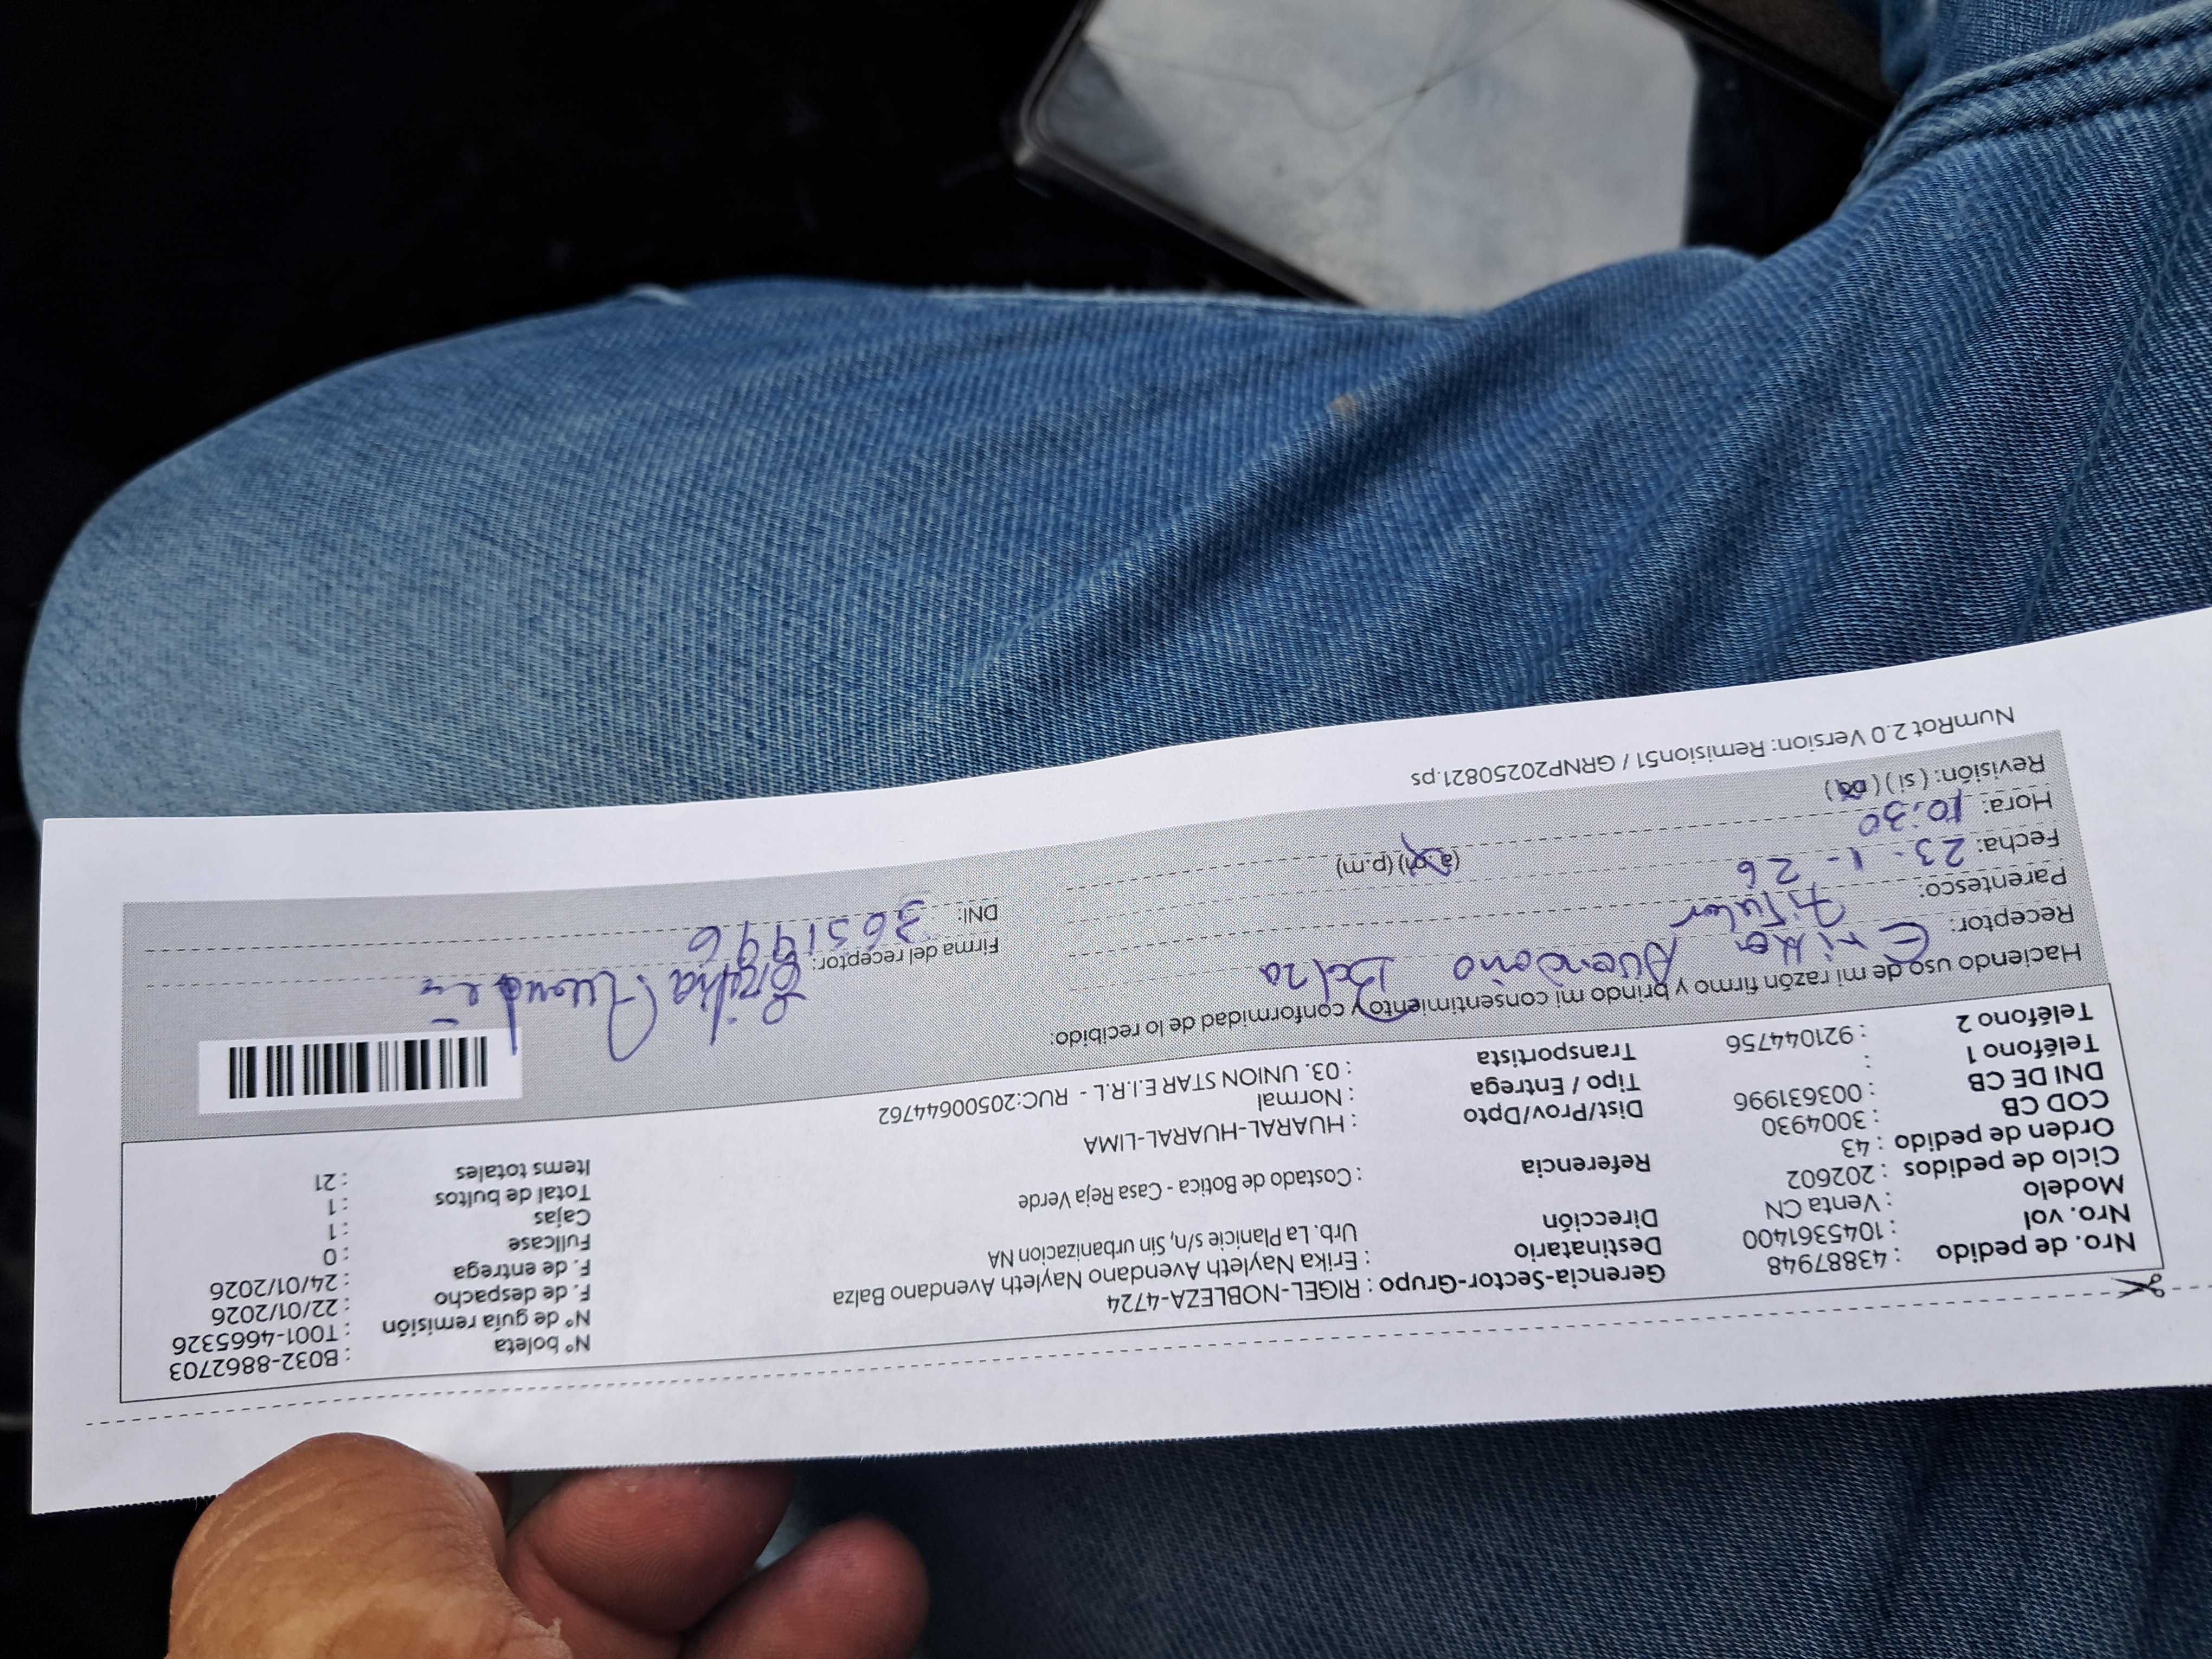 Nro. de pedido : 43887948
Nro. vol : 1045361400
Modelo : Venta CN
Ciclo de pedidos : 202602
Orden de pedido : 43
COD CB : 3004930
DNI DE CB : 003631996
Teléfono 1 :
Teléfono 2 : 921044756
Gerencia-Sector-Grupo : RIGEL-NOBLEZA-4724
Destinatario : Erika Nayleth Avendano Nayleth Avendano Balza
Dirección Urb. La Planicie s/n, Sin urbanizacion NA
Referencia : Costado de Botica - Casa Reja Verde
Dist/Prov/Dpto : HUARAL-HUARAL-LIMA
Tipo / Entrega : Normal
Transportista : 03. UNION STAR E.I.R.L - RUC:20500644762
N° boleta : B032-8862703
N° de guía remisión : T001-4665326
F. de despacho : 22/01/2026
F. de entrega : 24/01/2026
Fullcase : 0
Cajas : 1
Total de bultos : 1
Items totales : 21
Haciendo uso de mi razón firmo y brindo mi consentimiento y conformidad de lo recibido:
Receptor: Erika Avendaño Balza
Parentesco: Titular
Fecha: 23-1-26
Hora: 10:30 (a.m) (p.m)
Revisión: ( si ) ( no )
Firma del receptor: Erika
DNI:
NumRot 2.0 Version: Remision51 / GRNP20250821.ps